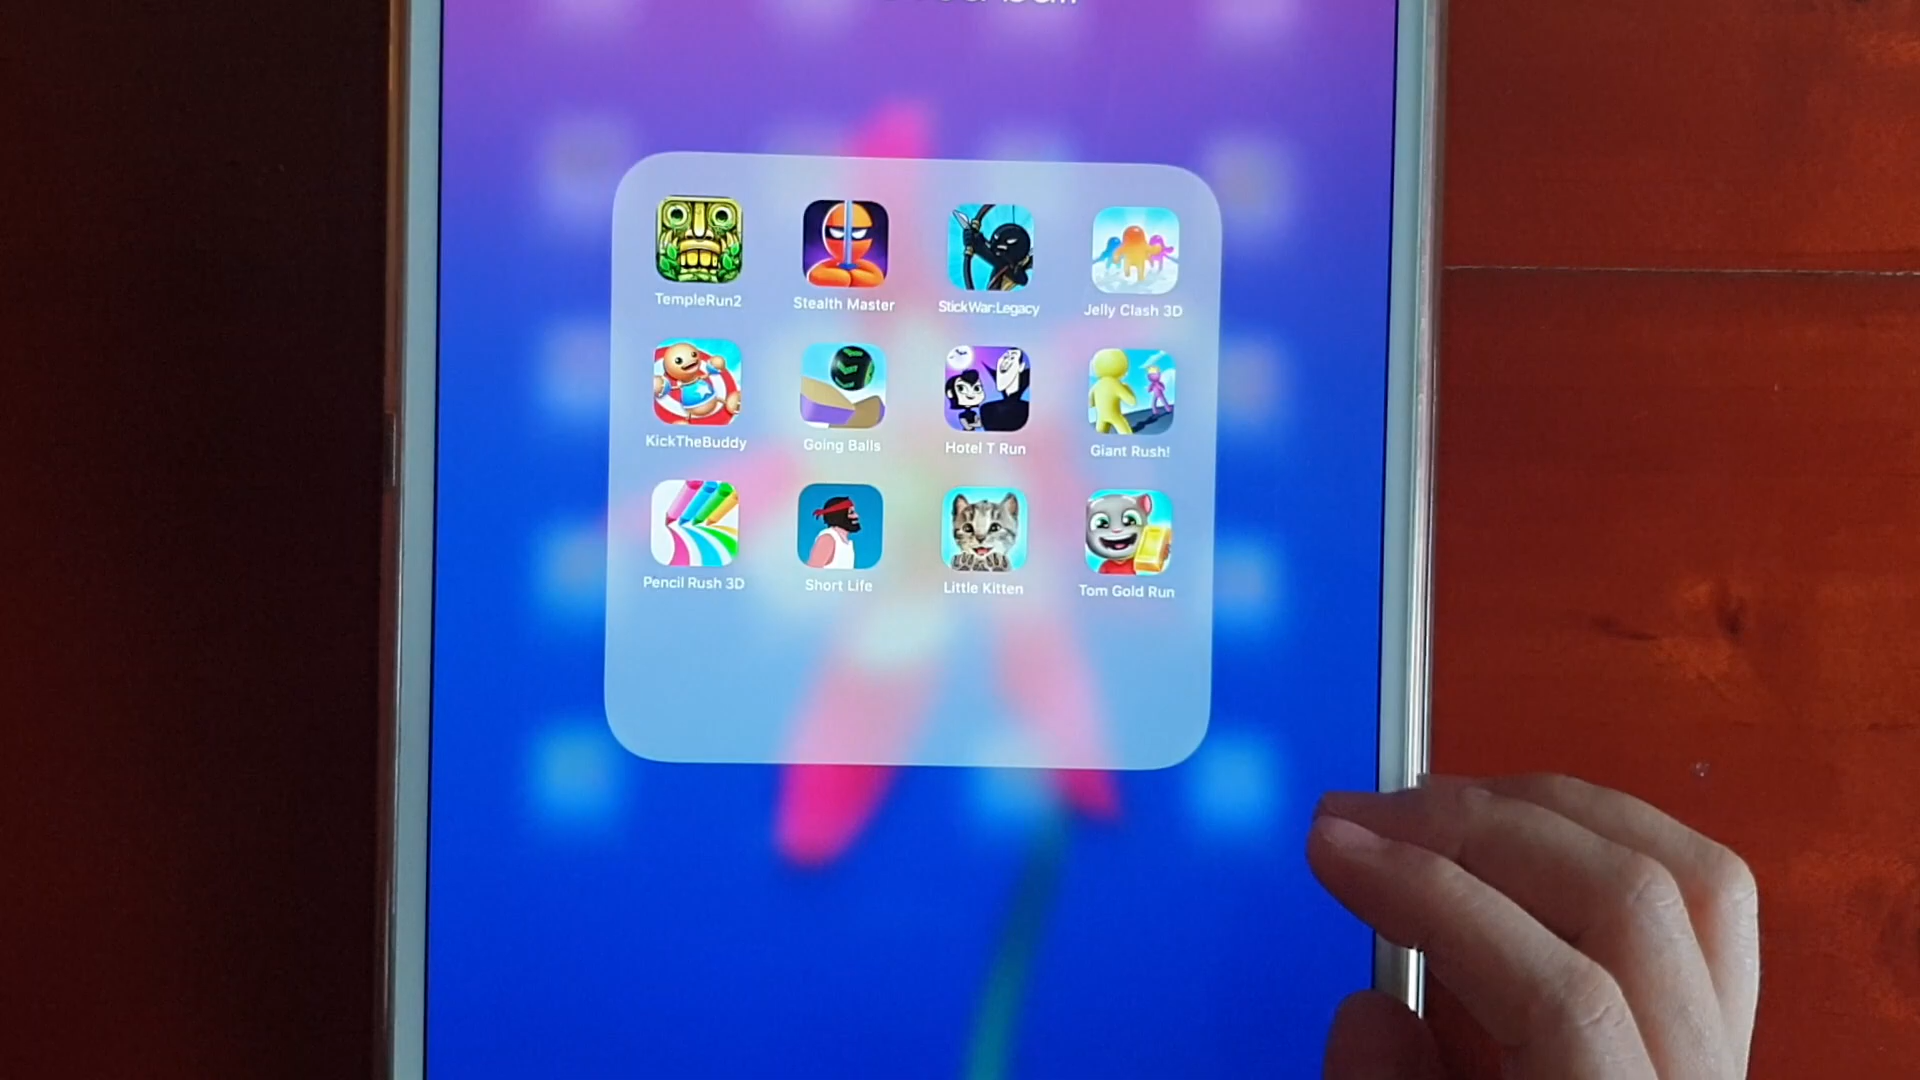 TempleRun2
Stealth Master
StickWar:Legacy
Jelly Clash 3D
KickTheBuddy
Going Balls
Hotel T Run
Giant Rush!
Pencil Rush 3D
Short Life
Little Kitten
Tom Gold Run